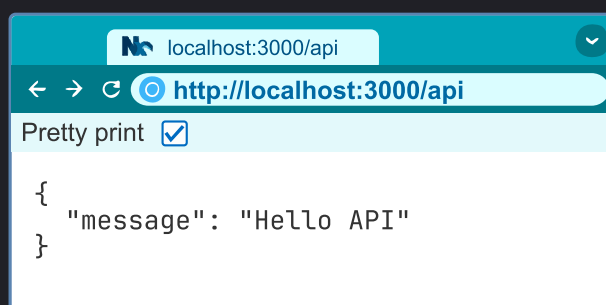 localhost:3000/api
http://localhost:3000/api
Pretty print
{
"message": "Hello API"
}